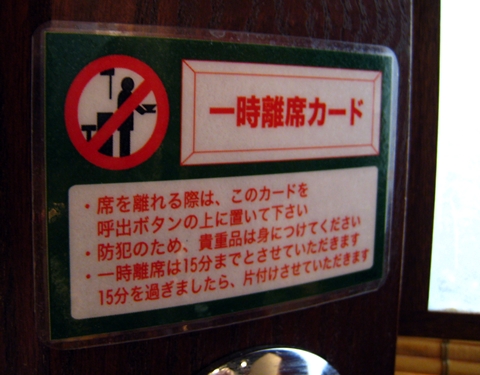 一時離席カード
・席を離れる際は、このカードを
呼出ボタンの上に置いて下さい
・防犯のため、貴重品は身につけてください
・一時離席は15分までとさせていただきます
15分を過ぎましたら、片付けさせていただきます